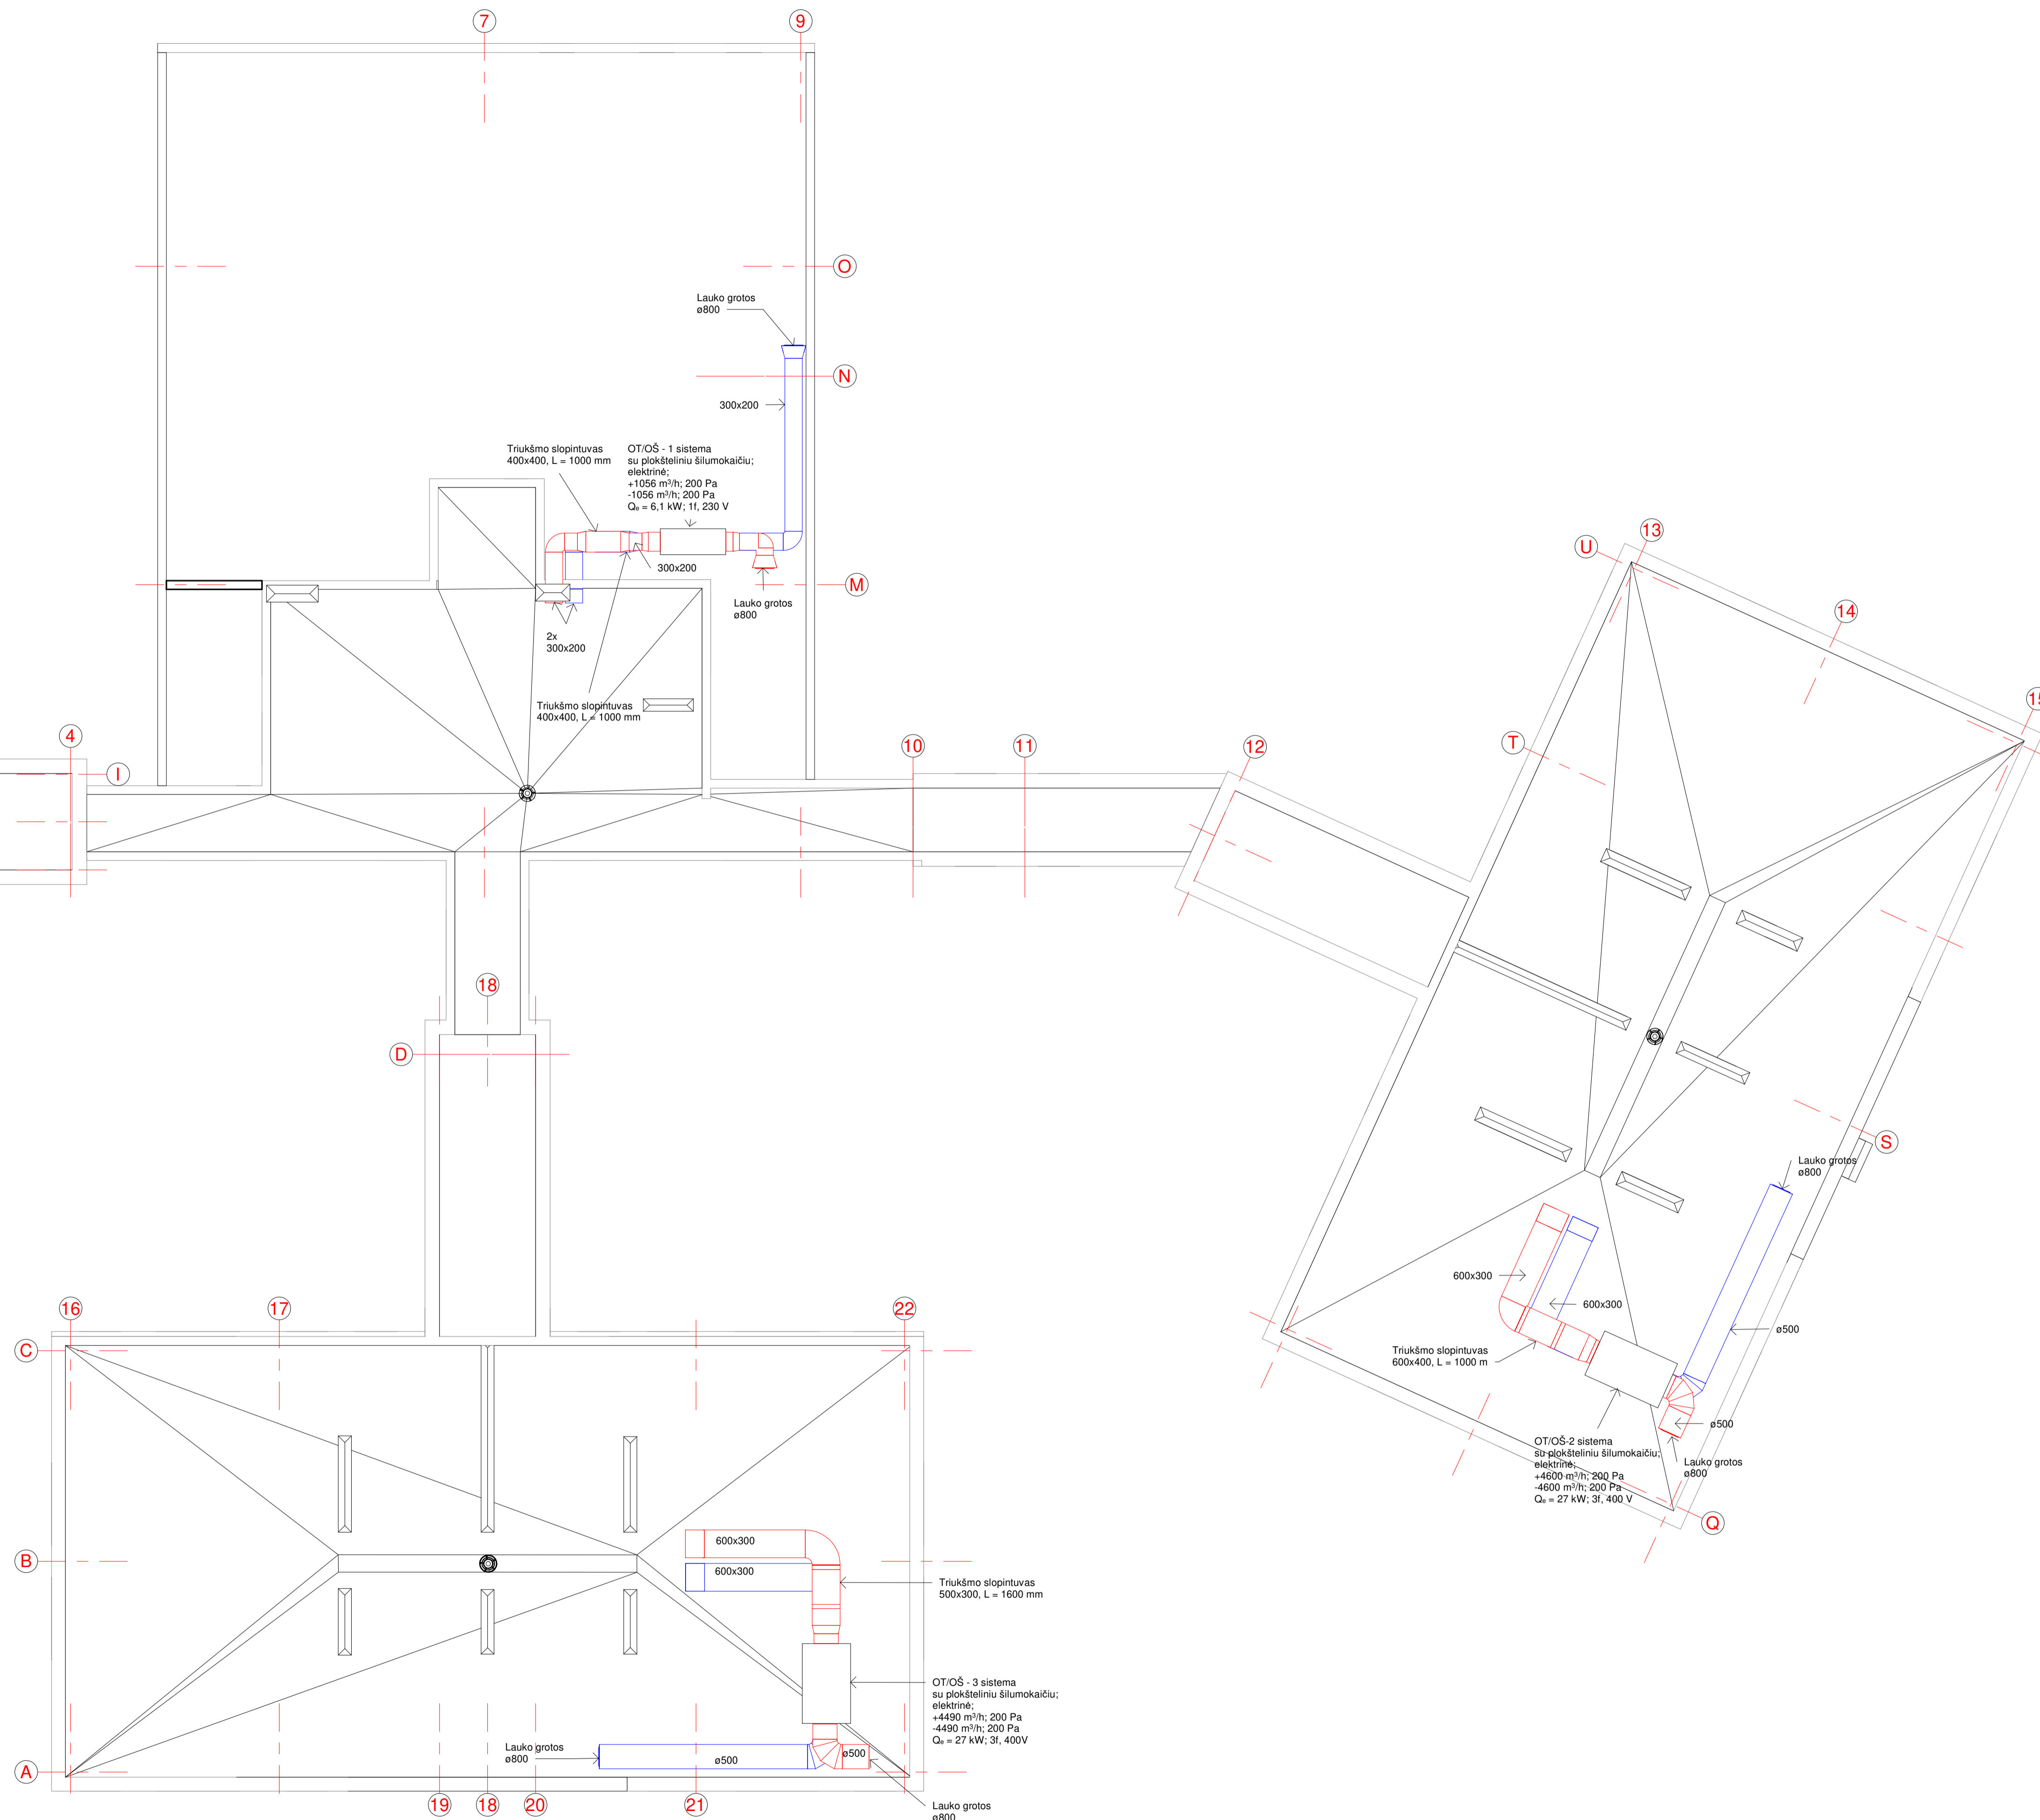 7
9
O
Lauko grotos
ø800
N
300x200
Triukšmo slopintuvas
400x400, L = 1000 mm
OT/OŠ - 1 sistema
su plokšteliniu šilumokaičiu;
elektrinė;
+1056 m³/h; 200 Pa
-1056 m³/h; 200 Pa
Qₑ = 6,1 kW; 1f, 230 V
300x200
M
Lauko grotos
ø800
2x
300x200
Triukšmo slopintuvas
400x400, L = 1000 mm
4
I
10
11
12
13
U
14
15
T
S
Lauko grotos
ø800
600x300
600x300
ø500
Triukšmo slopintuvas
600x400, L = 1000 m
ø500
OT/OŠ-2 sistema
su plokšteliniu šilumokaičiu;
elektrinė;
+4600 m³/h; 200 Pa
-4600 m³/h; 200 Pa
Qₑ = 27 kW; 3f, 400 V
Lauko grotos
ø800
Q
18
D
16
17
22
C
B
600x300
600x300
Triukšmo slopintuvas
500x300, L = 1600 mm
OT/OŠ - 3 sistema
su plokšteliniu šilumokaičiu;
elektrinė;
+4490 m³/h; 200 Pa
-4490 m³/h; 200 Pa
Qₑ = 27 kW; 3f, 400V
Lauko grotos
ø800
ø500
ø500
A
19
18
20
21
Lauko grotos
ø800